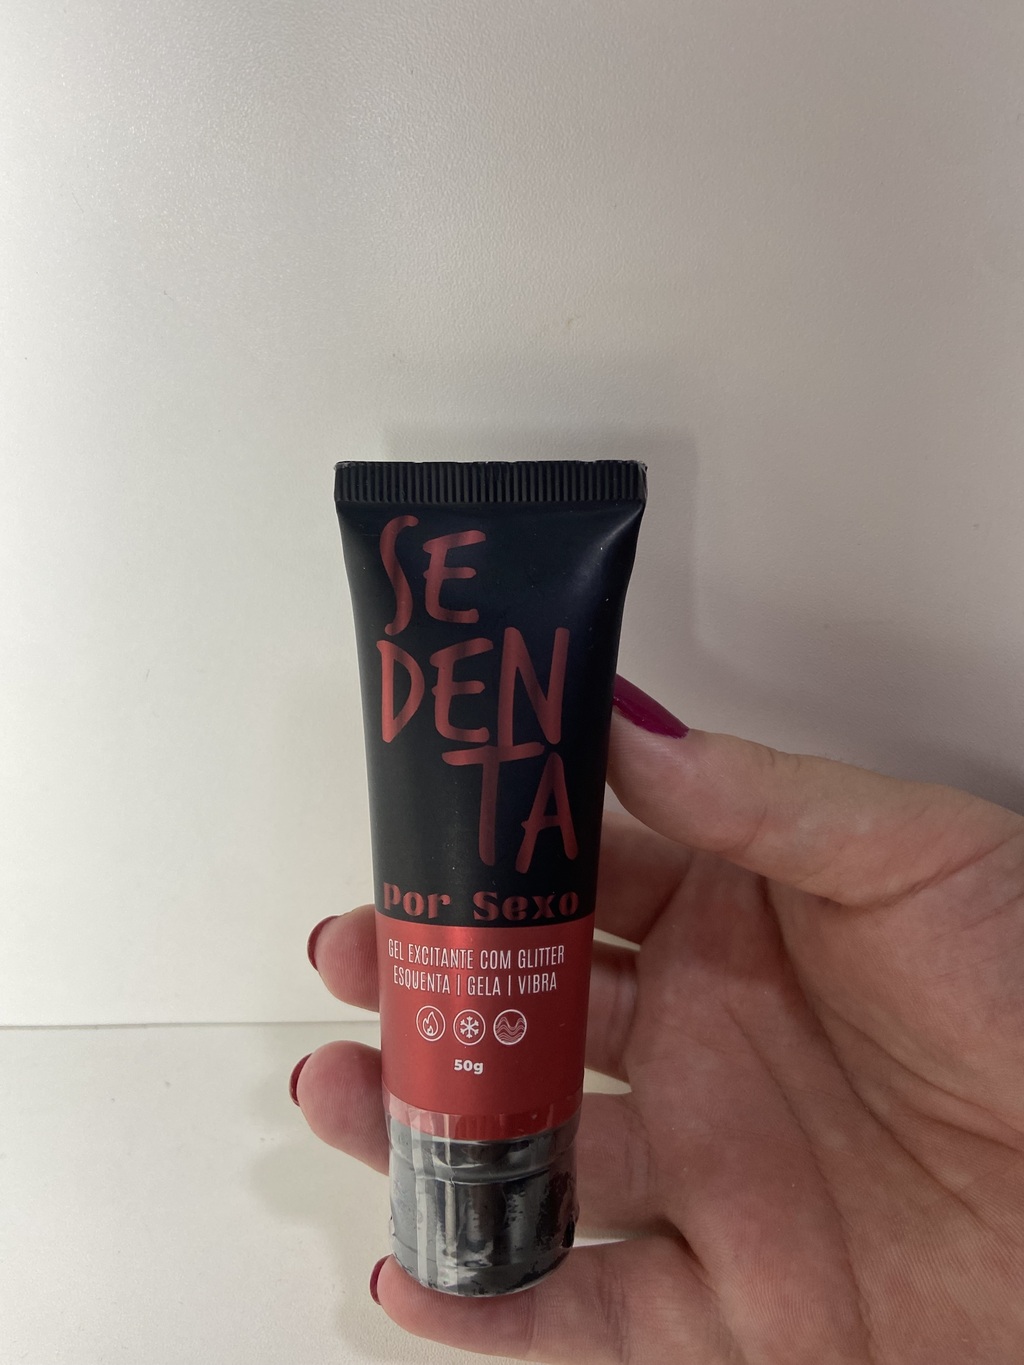 SE
DEN
TA
por Sexo
GEL EXCITANTE COM GLITTER
ESQUENTA | GELA | VIBRA
50g